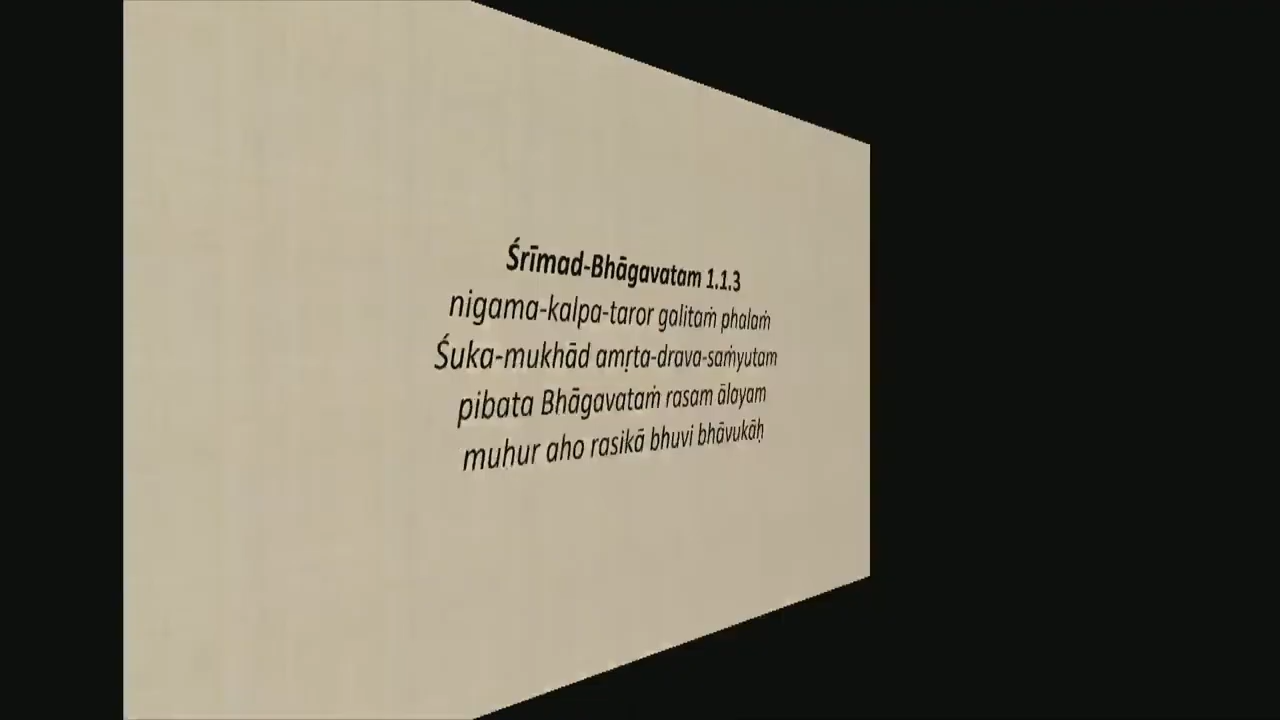 Śrīmad-Bhāgavatam 1.1.3
nigama-kalpa-taror galitaṁ phalaṁ
Śuka-mukhād amṛta-drava-saṁyutam
pibata Bhāgavataṁ rasam ālayam
muhur aho rasikā bhuvi bhāvukāḥ